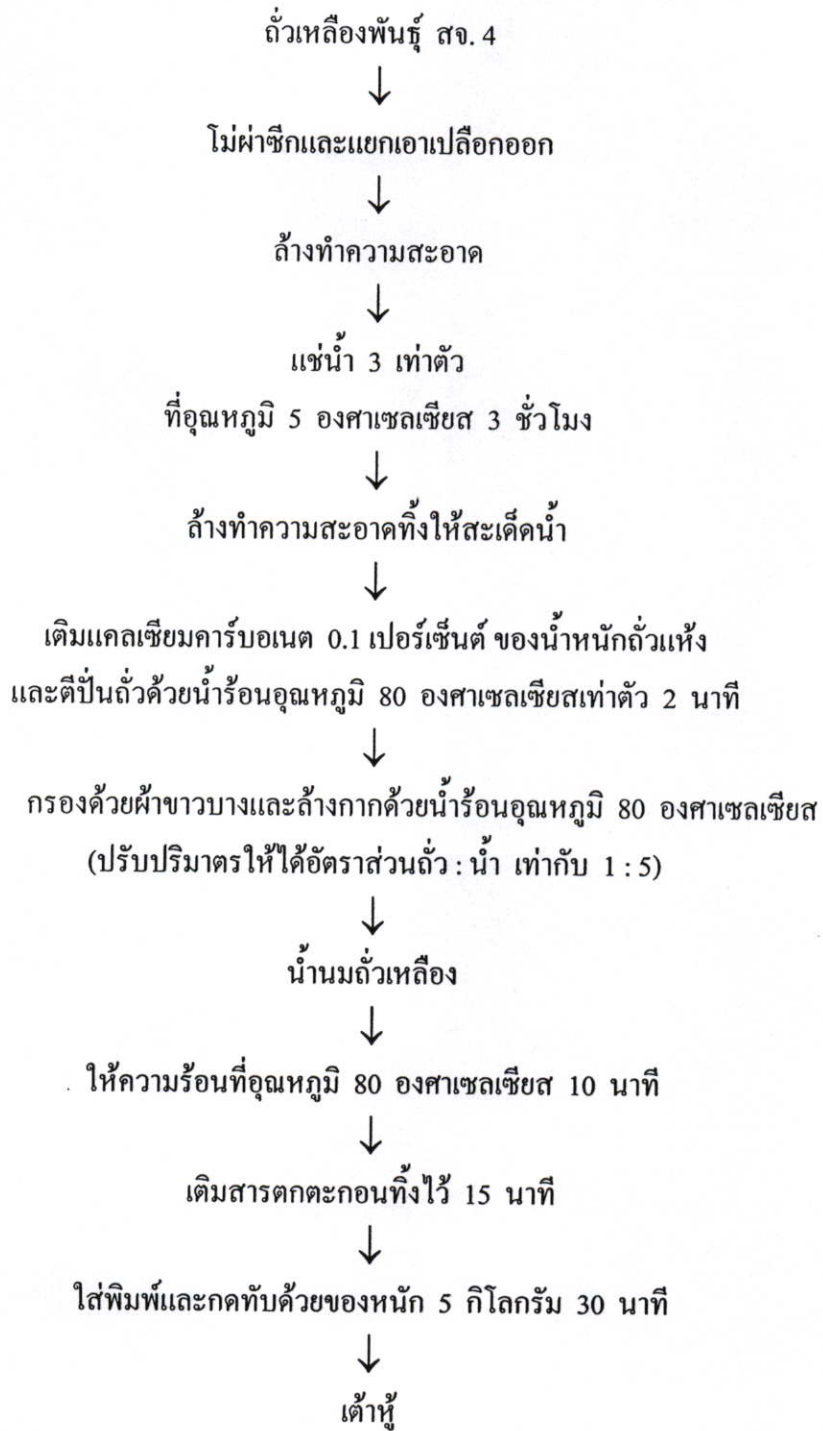 ถั่วเหลืองพันธุ์ สจ. 4
↓
โม่ผ่าซีกและแยกเอาเปลือกออก
↓
ล้างทำความสะอาด
↓
แช่น้ำ 3 เท่าตัว
ที่อุณหภูมิ 5 องศาเซลเซียส 3 ชั่วโมง
↓
ล้างทำความสะอาดทิ้งให้สะเด็ดน้ำ
↓
เติมแคลเซียมคาร์บอเนต 0.1 เปอร์เซ็นต์ ของน้ำหนักถั่วแห้ง
และตีปั่นถั่วด้วยน้ำร้อนอุณหภูมิ 80 องศาเซลเซียสเท่าตัว 2 นาที
↓
กรองด้วยผ้าขาวบางและล้างกากด้วยน้ำร้อนอุณหภูมิ 80 องศาเซลเซียส
(ปรับปริมาตรให้ได้อัตราส่วนถั่ว : น้ำ เท่ากับ 1 : 5)
↓
น้ำนมถั่วเหลือง
↓
ให้ความร้อนที่อุณหภูมิ 80 องศาเซลเซียส 10 นาที
↓
เติมสารตกตะกอนทิ้งไว้ 15 นาที
↓
ใส่พิมพ์และกดทับด้วยของหนัก 5 กิโลกรัม 30 นาที
↓
เต้าหู้